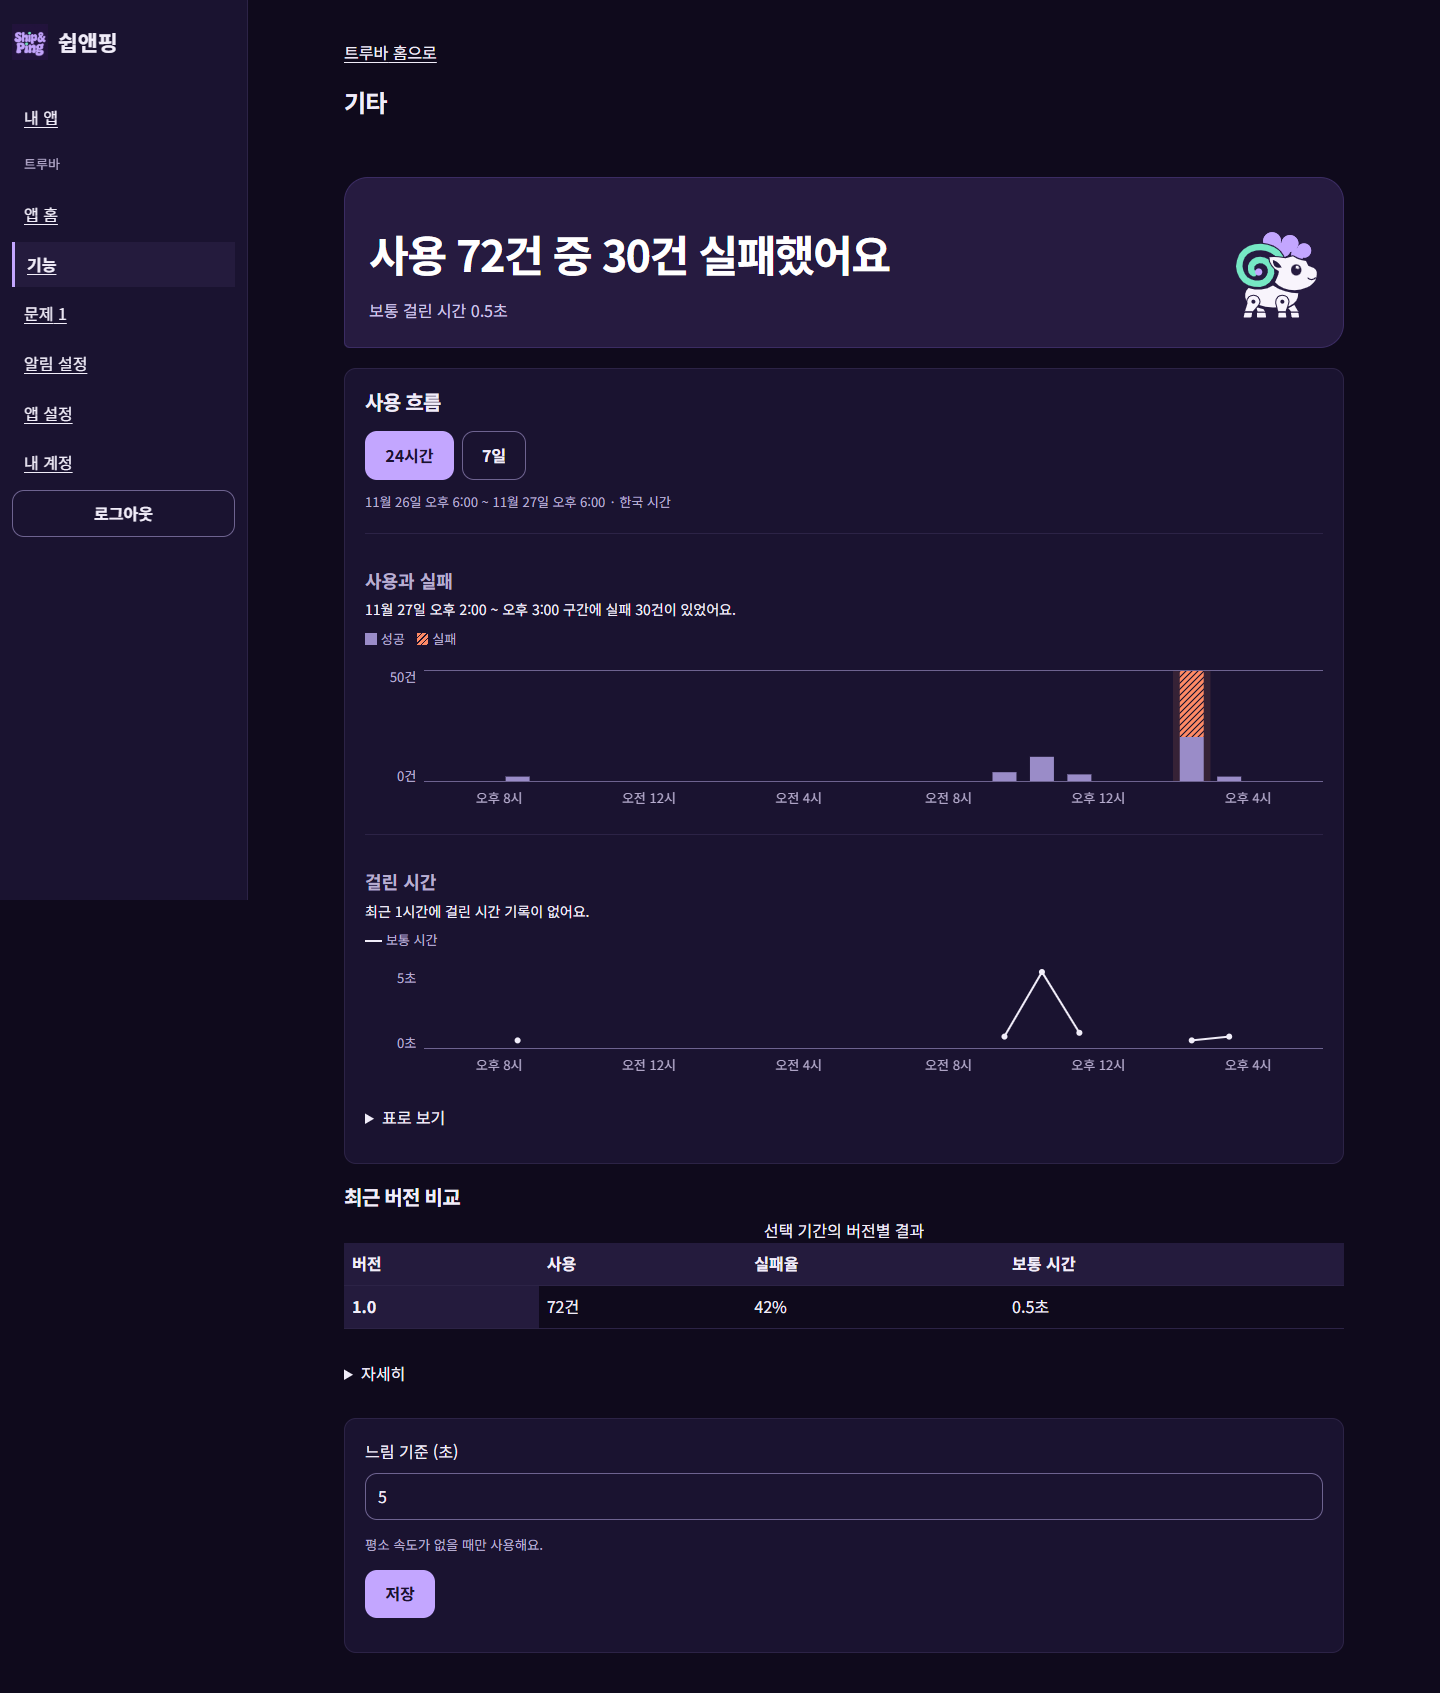 Ship&
Ping
쉽앤핑
내 앱
트루바
앱 홈
기능
문제 1
알림 설정
앱 설정
내 계정
로그아웃
트루바 홈으로
기타
사용 72건 중 30건 실패했어요
보통 걸린 시간 0.5초
사용 흐름
24시간
7일
11월 26일 오후 6:00 ~ 11월 27일 오후 6:00 · 한국 시간
사용과 실패
11월 27일 오후 2:00 ~ 오후 3:00 구간에 실패 30건이 있었어요.
성공 실패
50건
0건
오후 8시 오전 12시 오전 4시 오전 8시 오후 12시 오후 4시
걸린 시간
최근 1시간에 걸린 시간 기록이 없어요.
보통 시간
5초
0초
오후 8시 오전 12시 오전 4시 오전 8시 오후 12시 오후 4시
표로 보기
최근 버전 비교
선택 기간의 버전별 결과
버전 사용 실패율 보통 시간
1.0 72건 42% 0.5초
자세히
느림 기준 (초)
5
평소 속도가 없을 때만 사용해요.
저장